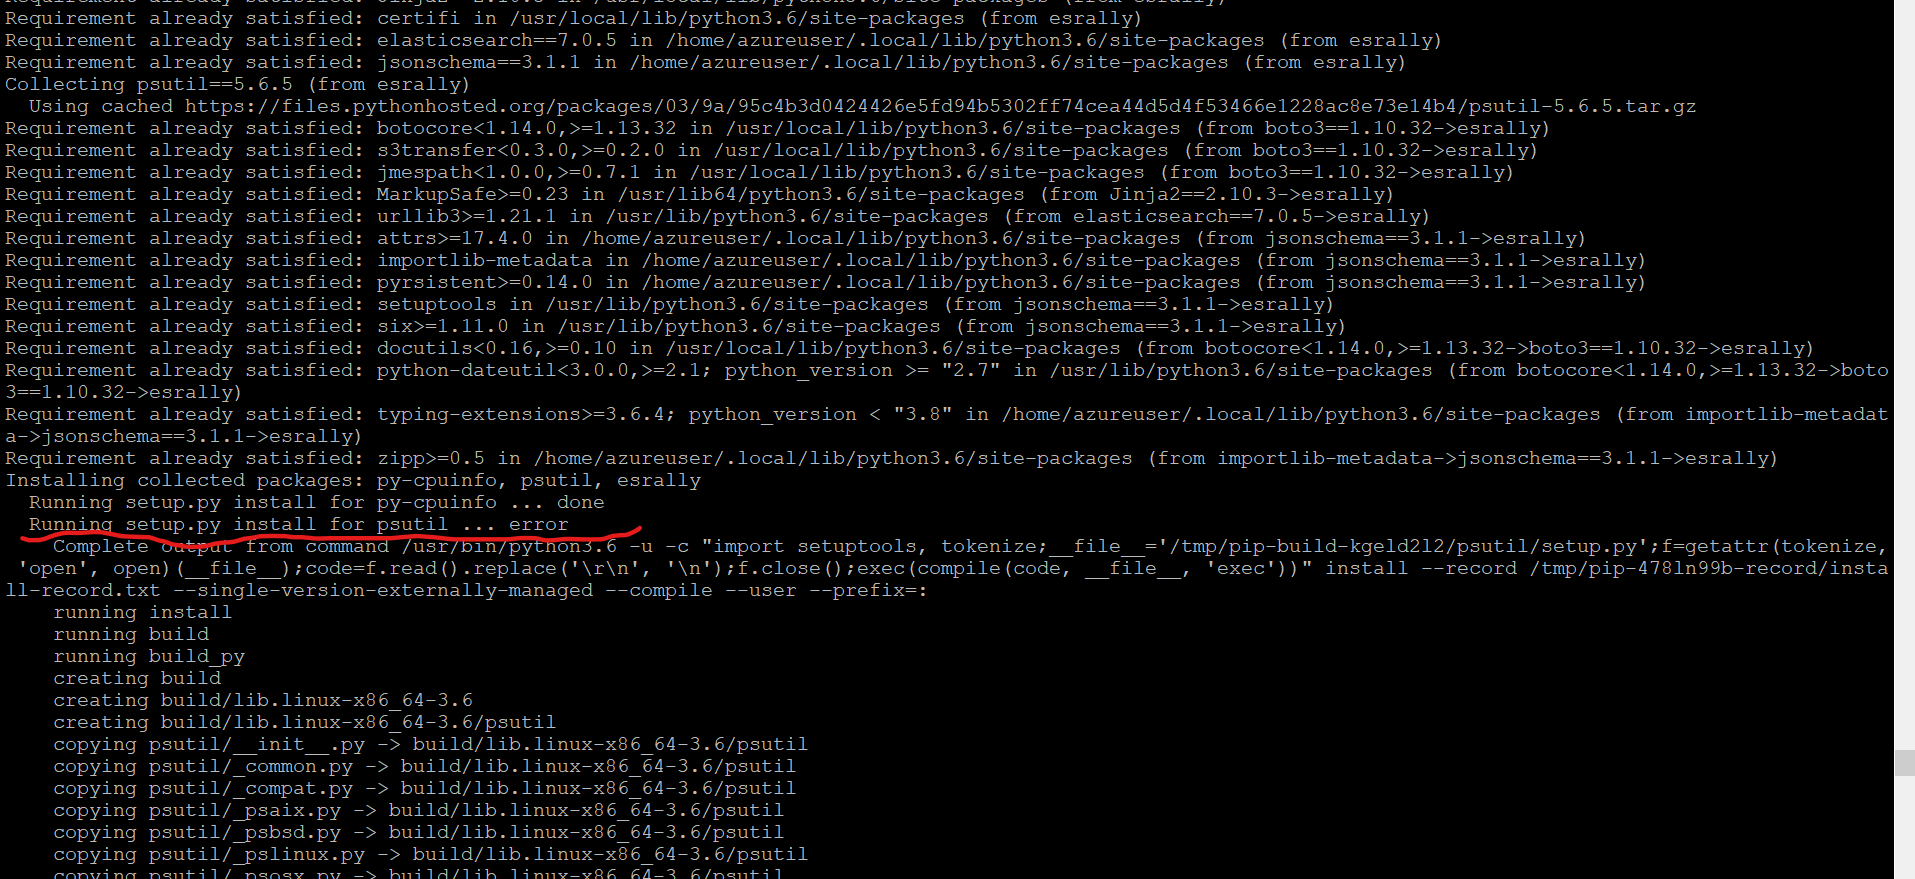 Requirement already satisfied: Jinja2==2.10.3 in /usr/local/lib/python3.6/site-packages (from esrally)
Requirement already satisfied: certifi in /usr/local/lib/python3.6/site-packages (from esrally)
Requirement already satisfied: elasticsearch==7.0.5 in /home/azureuser/.local/lib/python3.6/site-packages (from esrally)
Requirement already satisfied: jsonschema==3.1.1 in /home/azureuser/.local/lib/python3.6/site-packages (from esrally)
Collecting psutil==5.6.5 (from esrally)
  Using cached https://files.pythonhosted.org/packages/03/9a/95c4b3d0424426e5fd94b5302ff74cea44d5d4f53466e1228ac8e73e14b4/psutil-5.6.5.tar.gz
Requirement already satisfied: botocore<1.14.0,>=1.13.32 in /usr/local/lib/python3.6/site-packages (from boto3==1.10.32->esrally)
Requirement already satisfied: s3transfer<0.3.0,>=0.2.0 in /usr/local/lib/python3.6/site-packages (from boto3==1.10.32->esrally)
Requirement already satisfied: jmespath<1.0.0,>=0.7.1 in /usr/local/lib/python3.6/site-packages (from boto3==1.10.32->esrally)
Requirement already satisfied: MarkupSafe>=0.23 in /usr/lib64/python3.6/site-packages (from Jinja2==2.10.3->esrally)
Requirement already satisfied: urllib3>=1.21.1 in /usr/lib/python3.6/site-packages (from elasticsearch==7.0.5->esrally)
Requirement already satisfied: attrs>=17.4.0 in /home/azureuser/.local/lib/python3.6/site-packages (from jsonschema==3.1.1->esrally)
Requirement already satisfied: importlib-metadata in /home/azureuser/.local/lib/python3.6/site-packages (from jsonschema==3.1.1->esrally)
Requirement already satisfied: pyrsistent>=0.14.0 in /home/azureuser/.local/lib/python3.6/site-packages (from jsonschema==3.1.1->esrally)
Requirement already satisfied: setuptools in /usr/lib/python3.6/site-packages (from jsonschema==3.1.1->esrally)
Requirement already satisfied: six>=1.11.0 in /usr/lib/python3.6/site-packages (from jsonschema==3.1.1->esrally)
Requirement already satisfied: docutils<0.16,>=0.10 in /usr/local/lib/python3.6/site-packages (from botocore<1.14.0,>=1.13.32->boto3==1.10.32->esrally)
Requirement already satisfied: python-dateutil<3.0.0,>=2.1; python_version >= "2.7" in /usr/lib/python3.6/site-packages (from botocore<1.14.0,>=1.13.32->boto
3==1.10.32->esrally)
Requirement already satisfied: typing-extensions>=3.6.4; python_version < "3.8" in /home/azureuser/.local/lib/python3.6/site-packages (from importlib-metadat
a->jsonschema==3.1.1->esrally)
Requirement already satisfied: zipp>=0.5 in /home/azureuser/.local/lib/python3.6/site-packages (from importlib-metadata->jsonschema==3.1.1->esrally)
Installing collected packages: py-cpuinfo, psutil, esrally
  Running setup.py install for py-cpuinfo ... done
  Running setup.py install for psutil ... error
    Complete output from command /usr/bin/python3.6 -u -c "import setuptools, tokenize;__file__='/tmp/pip-build-kgeld2l2/psutil/setup.py';f=getattr(tokenize,
 'open', open)(__file__);code=f.read().replace('\r\n', '\n');f.close();exec(compile(code, __file__, 'exec'))" install --record /tmp/pip-478ln99b-record/insta
ll-record.txt --single-version-externally-managed --compile --user --prefix=:
    running install
    running build
    running build_py
    creating build
    creating build/lib.linux-x86_64-3.6
    creating build/lib.linux-x86_64-3.6/psutil
    copying psutil/__init__.py -> build/lib.linux-x86_64-3.6/psutil
    copying psutil/_common.py -> build/lib.linux-x86_64-3.6/psutil
    copying psutil/_compat.py -> build/lib.linux-x86_64-3.6/psutil
    copying psutil/_psaix.py -> build/lib.linux-x86_64-3.6/psutil
    copying psutil/_psbsd.py -> build/lib.linux-x86_64-3.6/psutil
    copying psutil/_pslinux.py -> build/lib.linux-x86_64-3.6/psutil
    copying psutil/_psosx.py -> build/lib.linux-x86_64-3.6/psutil